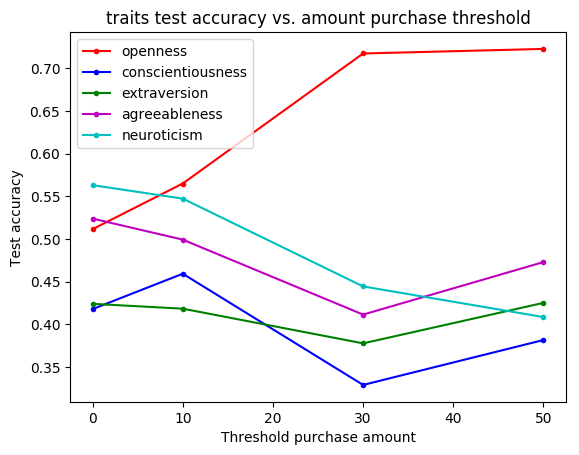 traits test accuracy vs. amount purchase threshold
openness
conscientiousness
extraversion
agreeableness
neuroticism
Test accuracy
0.70
0.65
0.60
0.55
0.50
0.45
0.40
0.35
0 10 20 30 40 50
Threshold purchase amount